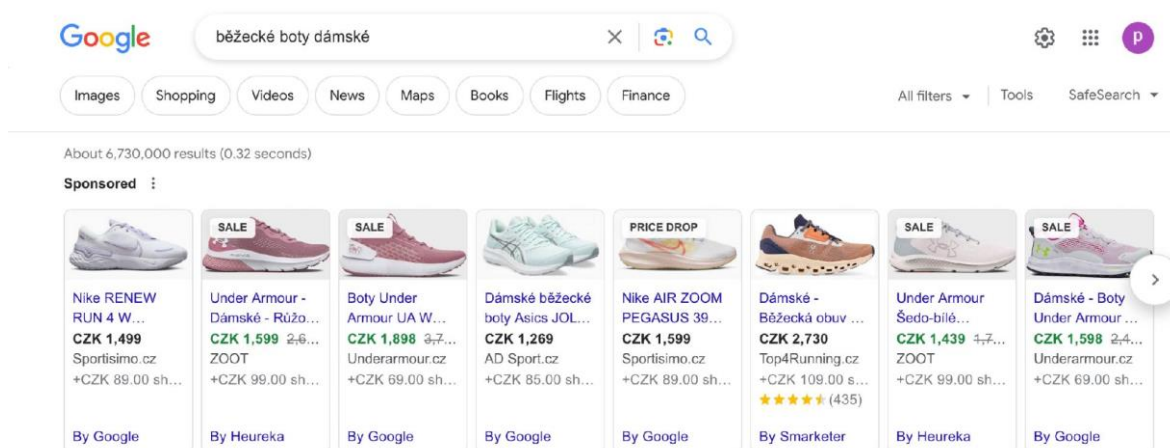 Google
běžecké boty dámské
P
Images Shopping Videos News Maps Books Flights Finance
All filters Tools SafeSearch
About 6,730,000 results (0.32 seconds)
Sponsored
Nike RENEW
RUN 4 W...
CZK 1,499
Sportisimo.cz
+CZK 89.00 sh...
By Google
SALE
Under Armour -
Dámské - Růžo...
CZK 1,599 2,6...
ZOOT
+CZK 99.00 sh...
By Heureka
SALE
Boty Under
Armour UA W...
CZK 1,898 3,7...
Underarmour.cz
+CZK 69.00 sh...
By Google
Dámské běžecké
boty Asics JOL...
CZK 1,269
AD Sport.cz
+CZK 85.00 sh...
By Google
PRICE DROP
Nike AIR ZOOM
PEGASUS 39...
CZK 1,599
Sportisimo.cz
+CZK 89.00 sh...
By Google
Dámské -
Běžecká obuv ...
CZK 2,730
Top4Running.cz
+CZK 109.00 s...
(435)
By Smarketer
SALE
Under Armour
Šedo-bílé...
CZK 1,439 1,7...
ZOOT
+CZK 99.00 sh...
By Heureka
SALE
Dámské - Boty
Under Armour ...
CZK 1,598 2,4...
Underarmour.cz
+CZK 69.00 sh...
By Google